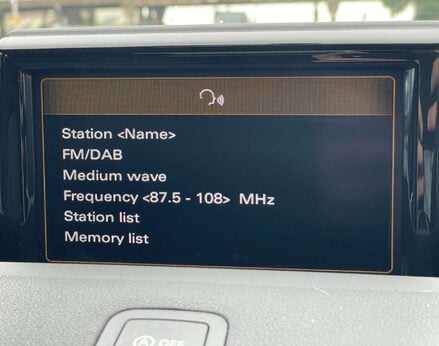 Station <Name>
FM/DAB
Medium wave
Frequency <87.5 - 108> MHz
Station list
Memory list
A OFF